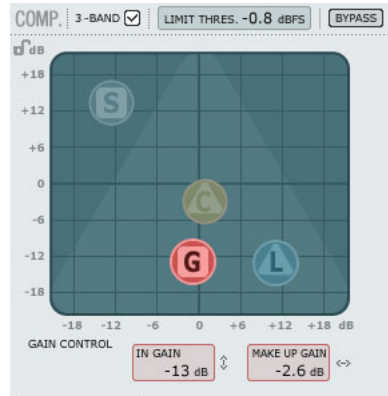 COMP. 3-BAND LIMIT THRES. -0.8 dBFS BYPASS
dB
+18
S
+12
+6
0
C
-6
-12
G L
-18
-18 -12 -6 0 +6 +12 +18 dB
GAIN CONTROL
IN GAIN MAKE UP GAIN
-13 dB -2.6 dB